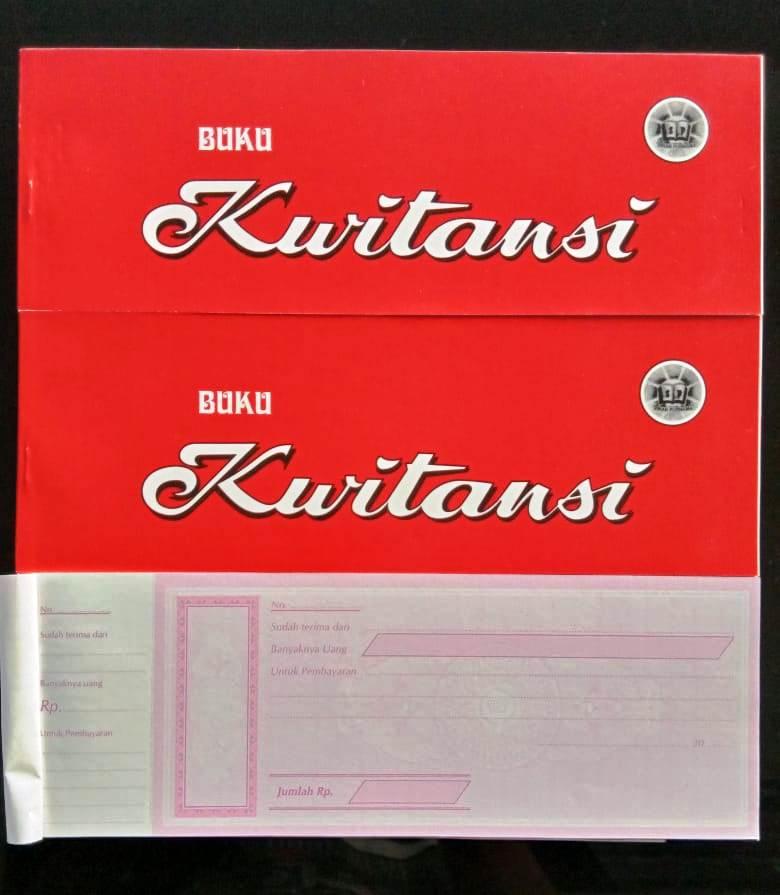 BUKU
Kwitansi
BUKU
Kwitansi
No.
Sudah terima dari
Banyaknya uang
Rp.
Untuk Pembayaran
No.
Sudah terima dari
Banyaknya Uang
Untuk Pembayaran
20
Jumlah Rp.